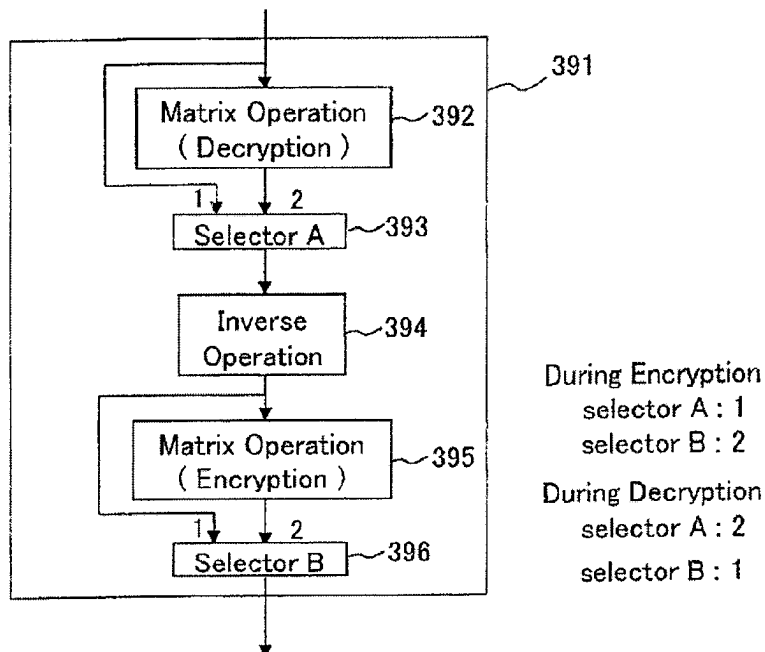 391
Matrix Operation
( Decryption )
392
1
2
Selector A
393
Inverse
Operation
394
Matrix Operation
( Encryption )
395
1
2
Selector B
396
During Encryption
selector A : 1
selector B : 2
During Decryption
selector A : 2
selector B : 1